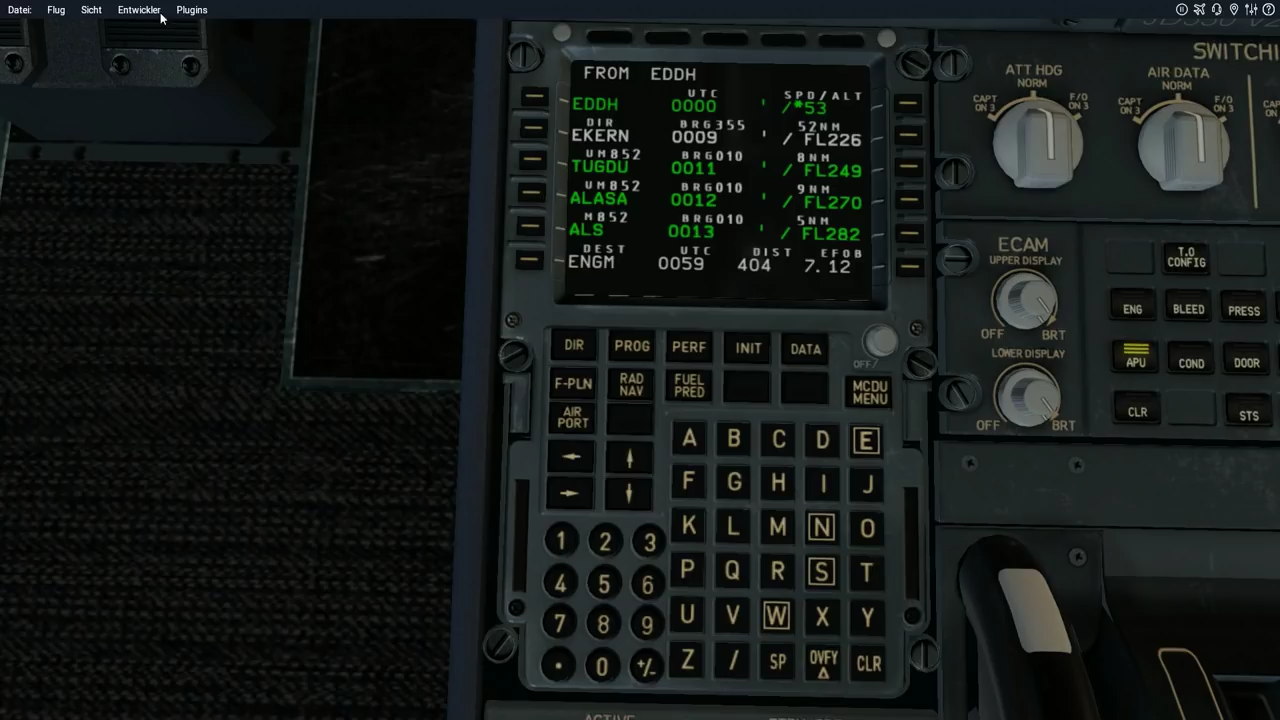 Datei: Flug Sicht Entwickler Plugins
FROM EDDH
UTC SPD/ALT
EDDH 0000 ' /*53
DIR BRG355 52NM
EKERN 0009 ' / FL226
UM852 BRG010 8NM
TUGDU 0011 ' / FL249
UM852 BRG010 9NM
ALASA 0012 ' / FL270
M852 BRG010 5NM
ALS 0013 ' / FL282
DEST UTC DIST EFOB
ENGM 0059 404 7.12
DIR PROG PERF INIT DATA OFF/
F-PLN RAD NAV FUEL PRED MCDU MENU
AIR PORT
← ↑
→ ↓
A B C D E
F G H I J
K L M N O
P Q R S T
U V W X Y
Z / SP OVFY Δ CLR
1 2 3
4 5 6
7 8 9
. 0 +/-
ACTIVE
SWITCHI
ATT HDG AIR DATA
NORM NORM
CAPT ON 3 F/O ON 3 CAPT ON 3 F/O ON 3
ECAM
UPPER DISPLAY
OFF BRT
LOWER DISPLAY
OFF BRT
T.O CONFIG
ENG BLEED PRESS
APU COND DOOR
CLR STS